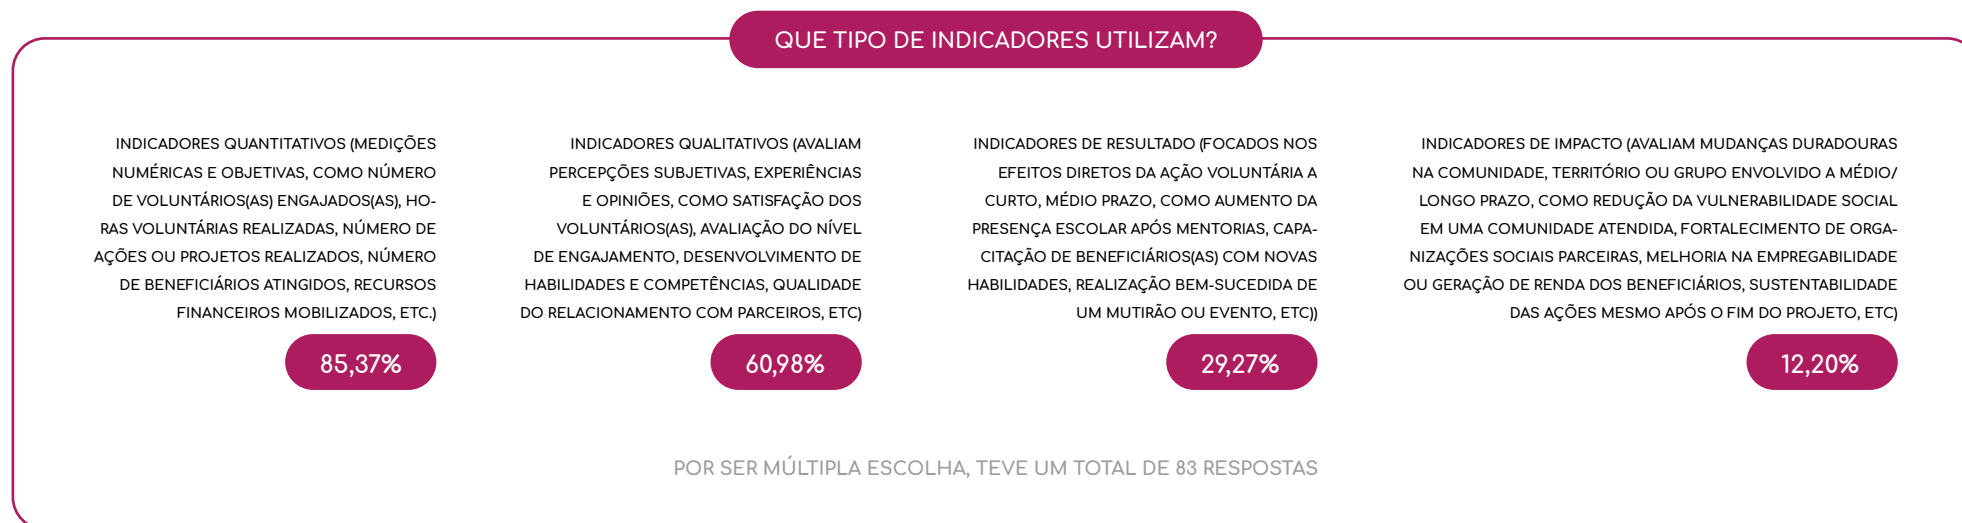 QUE TIPO DE INDICADORES UTILIZAM?
INDICADORES QUANTITATIVOS (MEDIÇÕES
NUMÉRICAS E OBJETIVAS, COMO NÚMERO
DE VOLUNTÁRIOS(AS) ENGAJADOS(AS), HO-
RAS VOLUNTÁRIAS REALIZADAS, NÚMERO DE
AÇÕES OU PROJETOS REALIZADOS, NÚMERO
DE BENEFICIÁRIOS ATINGIDOS, RECURSOS
FINANCEIROS MOBILIZADOS, ETC.)
85,37%
INDICADORES QUALITATIVOS (AVALIAM
PERCEPÇÕES SUBJETIVAS, EXPERIÊNCIAS
E OPINIÕES, COMO SATISFAÇÃO DOS
VOLUNTÁRIOS(AS), AVALIAÇÃO DO NÍVEL
DE ENGAJAMENTO, DESENVOLVIMENTO DE
HABILIDADES E COMPETÊNCIAS, QUALIDADE
DO RELACIONAMENTO COM PARCEIROS, ETC)
60,98%
INDICADORES DE RESULTADO (FOCADOS NOS
EFEITOS DIRETOS DA AÇÃO VOLUNTÁRIA A
CURTO, MÉDIO PRAZO, COMO AUMENTO DA
PRESENÇA ESCOLAR APÓS MENTORIAS, CAPA-
CITAÇÃO DE BENEFICIÁRIOS(AS) COM NOVAS
HABILIDADES, REALIZAÇÃO BEM-SUCEDIDA DE
UM MUTIRÃO OU EVENTO, ETC))
29,27%
INDICADORES DE IMPACTO (AVALIAM MUDANÇAS DURADOURAS
NA COMUNIDADE, TERRITÓRIO OU GRUPO ENVOLVIDO A MÉDIO/
LONGO PRAZO, COMO REDUÇÃO DA VULNERABILIDADE SOCIAL
EM UMA COMUNIDADE ATENDIDA, FORTALECIMENTO DE ORGA-
NIZAÇÕES SOCIAIS PARCEIRAS, MELHORIA NA EMPREGABILIDADE
OU GERAÇÃO DE RENDA DOS BENEFICIÁRIOS, SUSTENTABILIDADE
DAS AÇÕES MESMO APÓS O FIM DO PROJETO, ETC)
12,20%
POR SER MÚLTIPLA ESCOLHA, TEVE UM TOTAL DE 83 RESPOSTAS